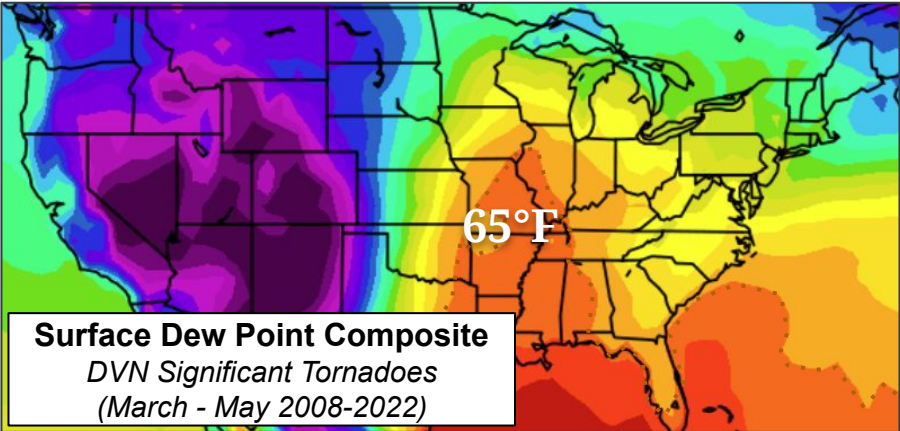 65°F
Surface Dew Point Composite
DVN Significant Tornadoes
(March - May 2008-2022)